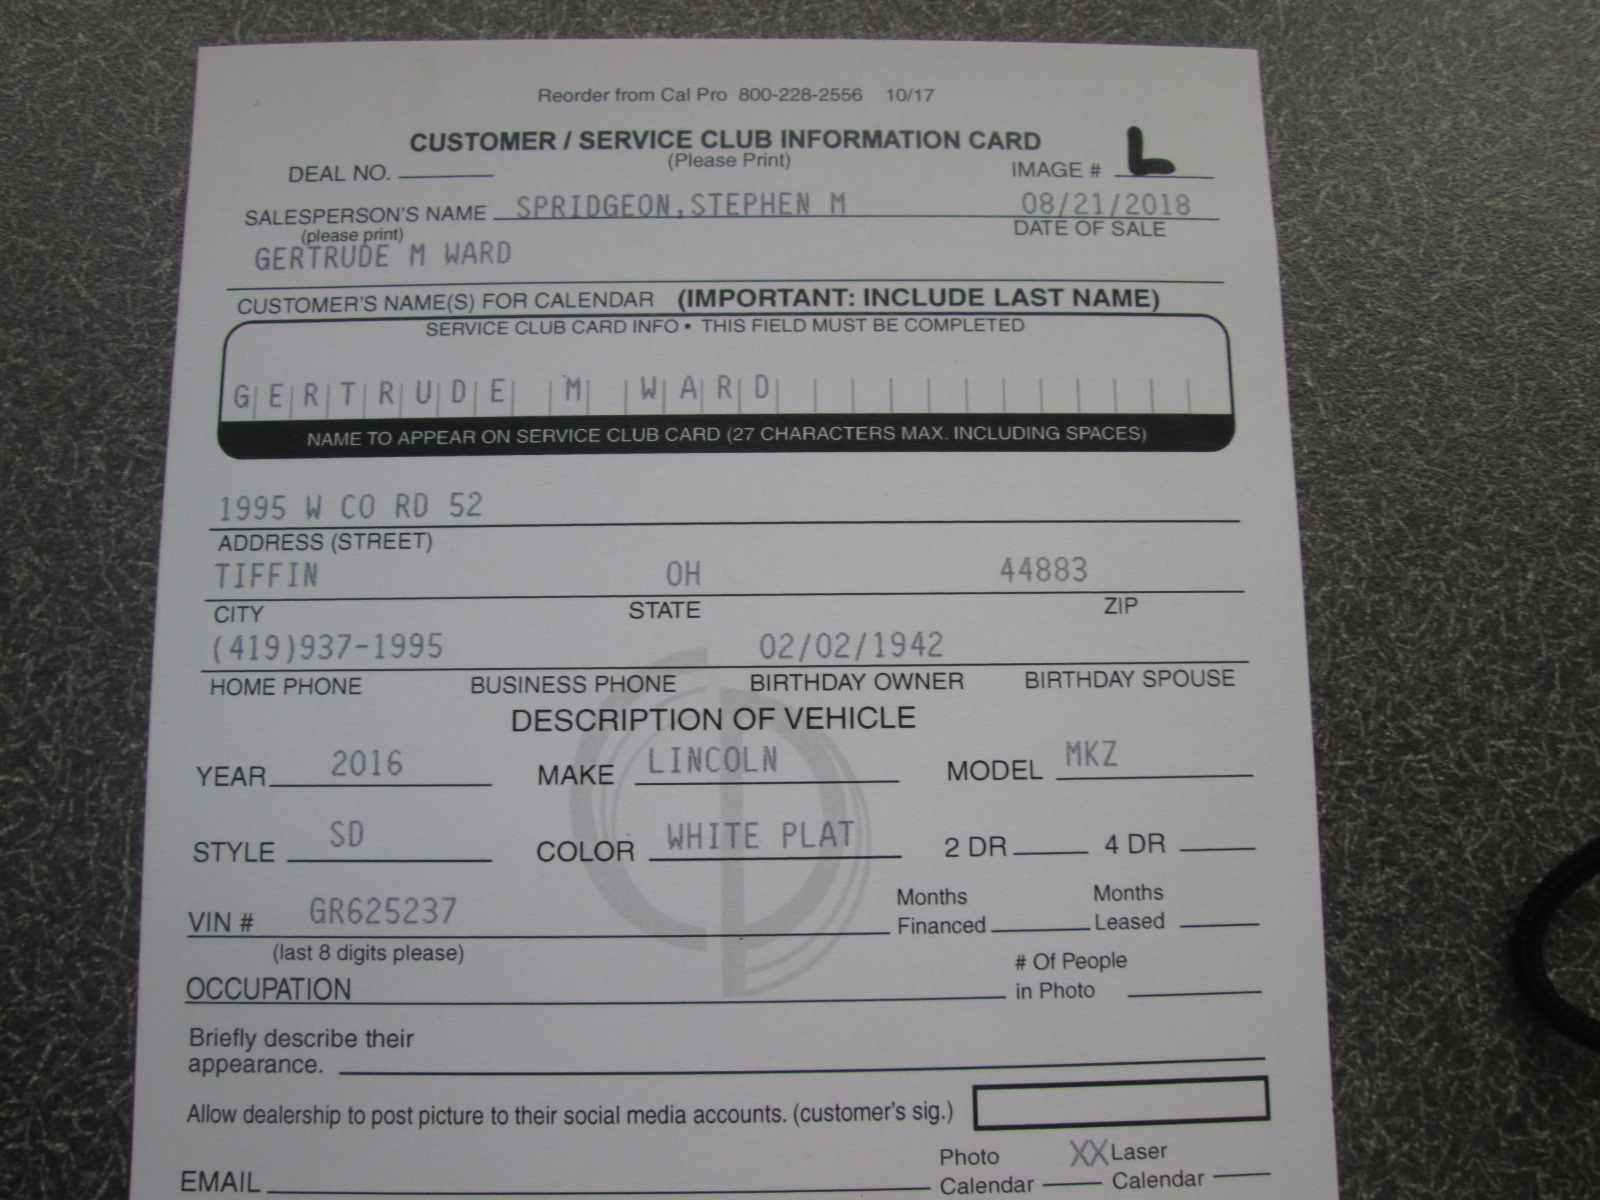 Reorder from Cal Pro 800-228-2556 10/17
CUSTOMER / SERVICE CLUB INFORMATION CARD
(Please Print)
DEAL NO. IMAGE # L
SALESPERSON'S NAME SPRIDGEON,STEPHEN M 08/21/2018
(please print) DATE OF SALE
GERTRUDE M WARD
CUSTOMER'S NAME(S) FOR CALENDAR (IMPORTANT: INCLUDE LAST NAME)
SERVICE CLUB CARD INFO • THIS FIELD MUST BE COMPLETED
GERTRUDE M WARD
NAME TO APPEAR ON SERVICE CLUB CARD (27 CHARACTERS MAX. INCLUDING SPACES)
1995 W CO RD 52
ADDRESS (STREET)
TIFFIN OH 44883
CITY STATE ZIP
(419)937-1995 02/02/1942
HOME PHONE BUSINESS PHONE BIRTHDAY OWNER BIRTHDAY SPOUSE
DESCRIPTION OF VEHICLE
YEAR 2016 MAKE LINCOLN MODEL MKZ
STYLE SD COLOR WHITE PLAT 2 DR 4 DR
VIN # GR625237 Months Financed Months Leased
(last 8 digits please)
OCCUPATION # Of People in Photo
Briefly describe their
appearance.
Allow dealership to post picture to their social media accounts. (customer's sig.)
EMAIL Photo Calendar XX Laser Calendar